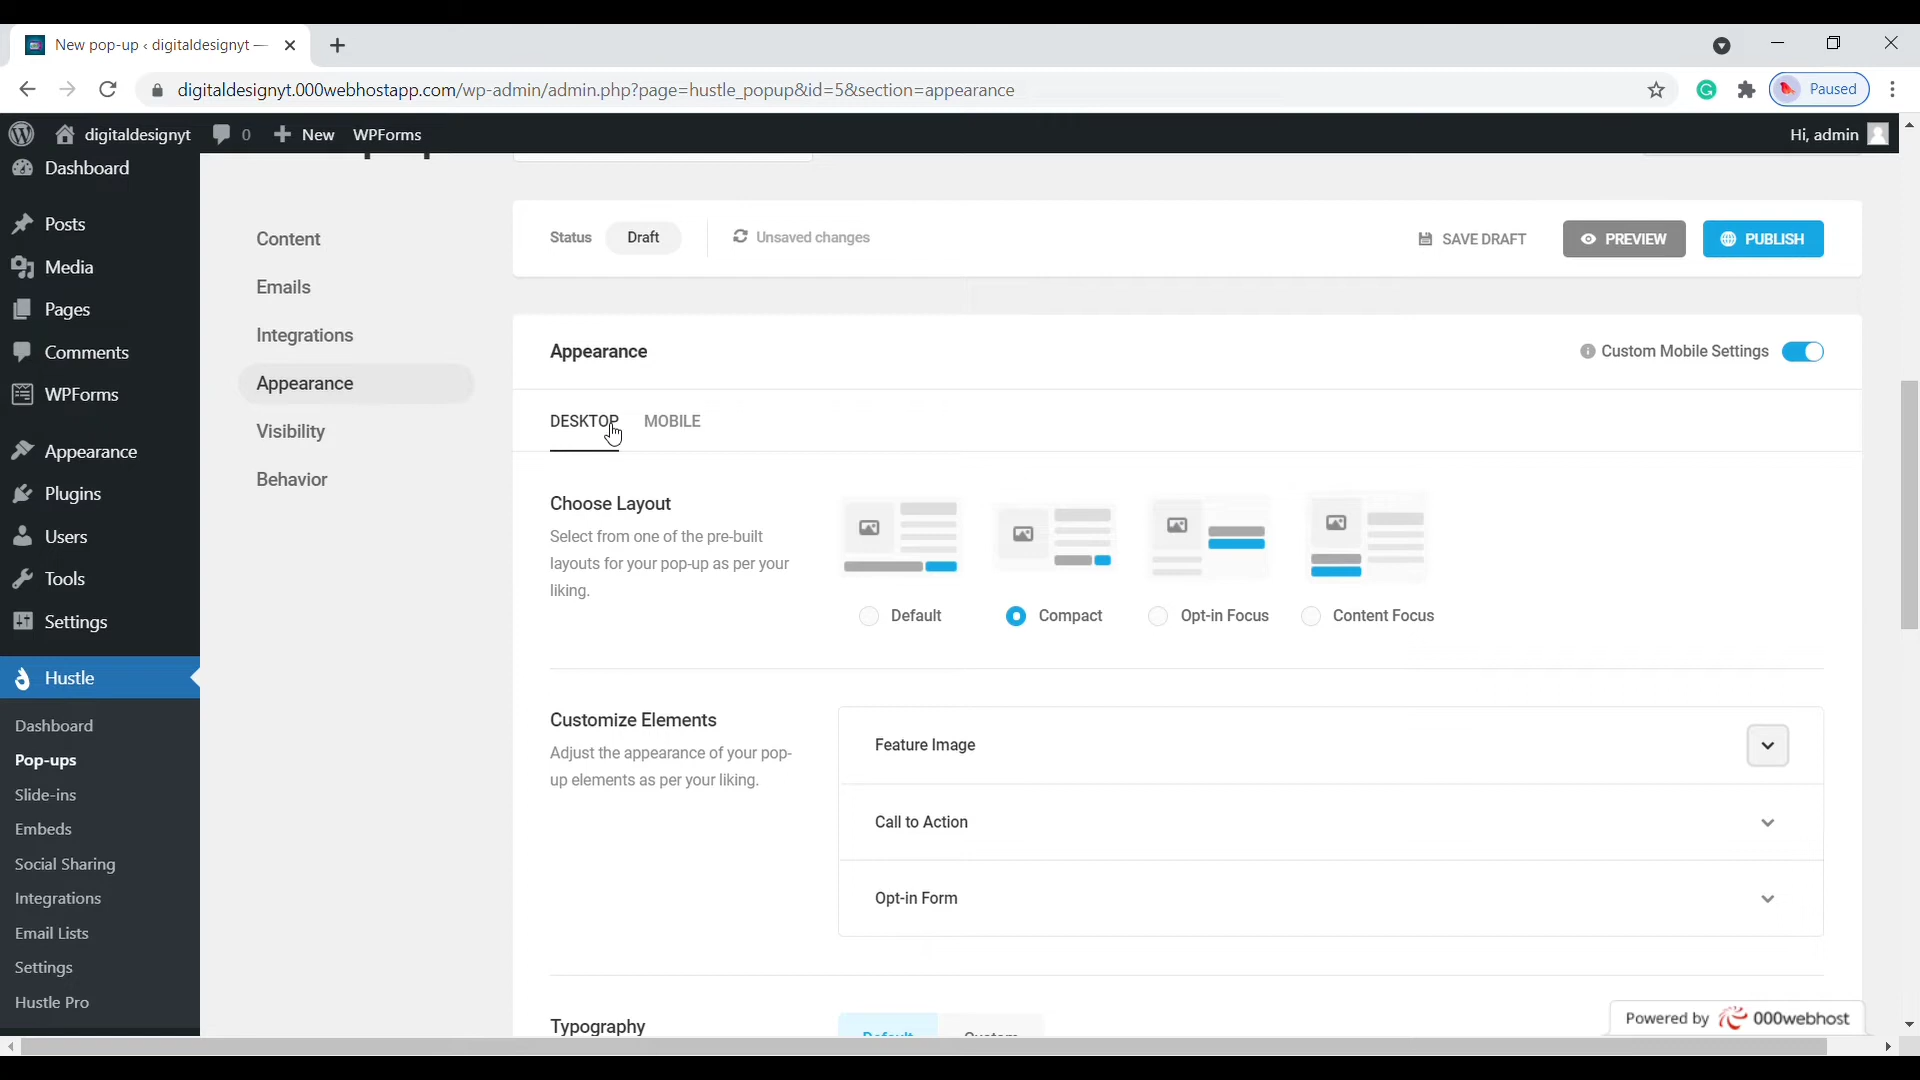 New pop-up ‹ digitaldesignyt —
digitaldesignyt.000webhostapp.com/wp-admin/admin.php?page=hustle_popup&id=5&section=appearance
Paused
digitaldesignyt
0
New
WPForms
Hi, admin
Dashboard
Posts
Media
Pages
Comments
WPForms
Appearance
Plugins
Users
Tools
Settings
Hustle
Dashboard
Pop-ups
Slide-ins
Embeds
Social Sharing
Integrations
Email Lists
Settings
Hustle Pro
Content
Emails
Integrations
Appearance
Visibility
Behavior
Status
Draft
Unsaved changes
SAVE DRAFT
PREVIEW
PUBLISH
Appearance
Custom Mobile Settings
DESKTOP
MOBILE
Choose Layout
Select from one of the pre-built
layouts for your pop-up as per your
liking.
Default
Compact
Opt-in Focus
Content Focus
Customize Elements
Adjust the appearance of your pop-
up elements as per your liking.
Feature Image
Call to Action
Opt-in Form
Typography
Default
Custom
Powered by 000webhost